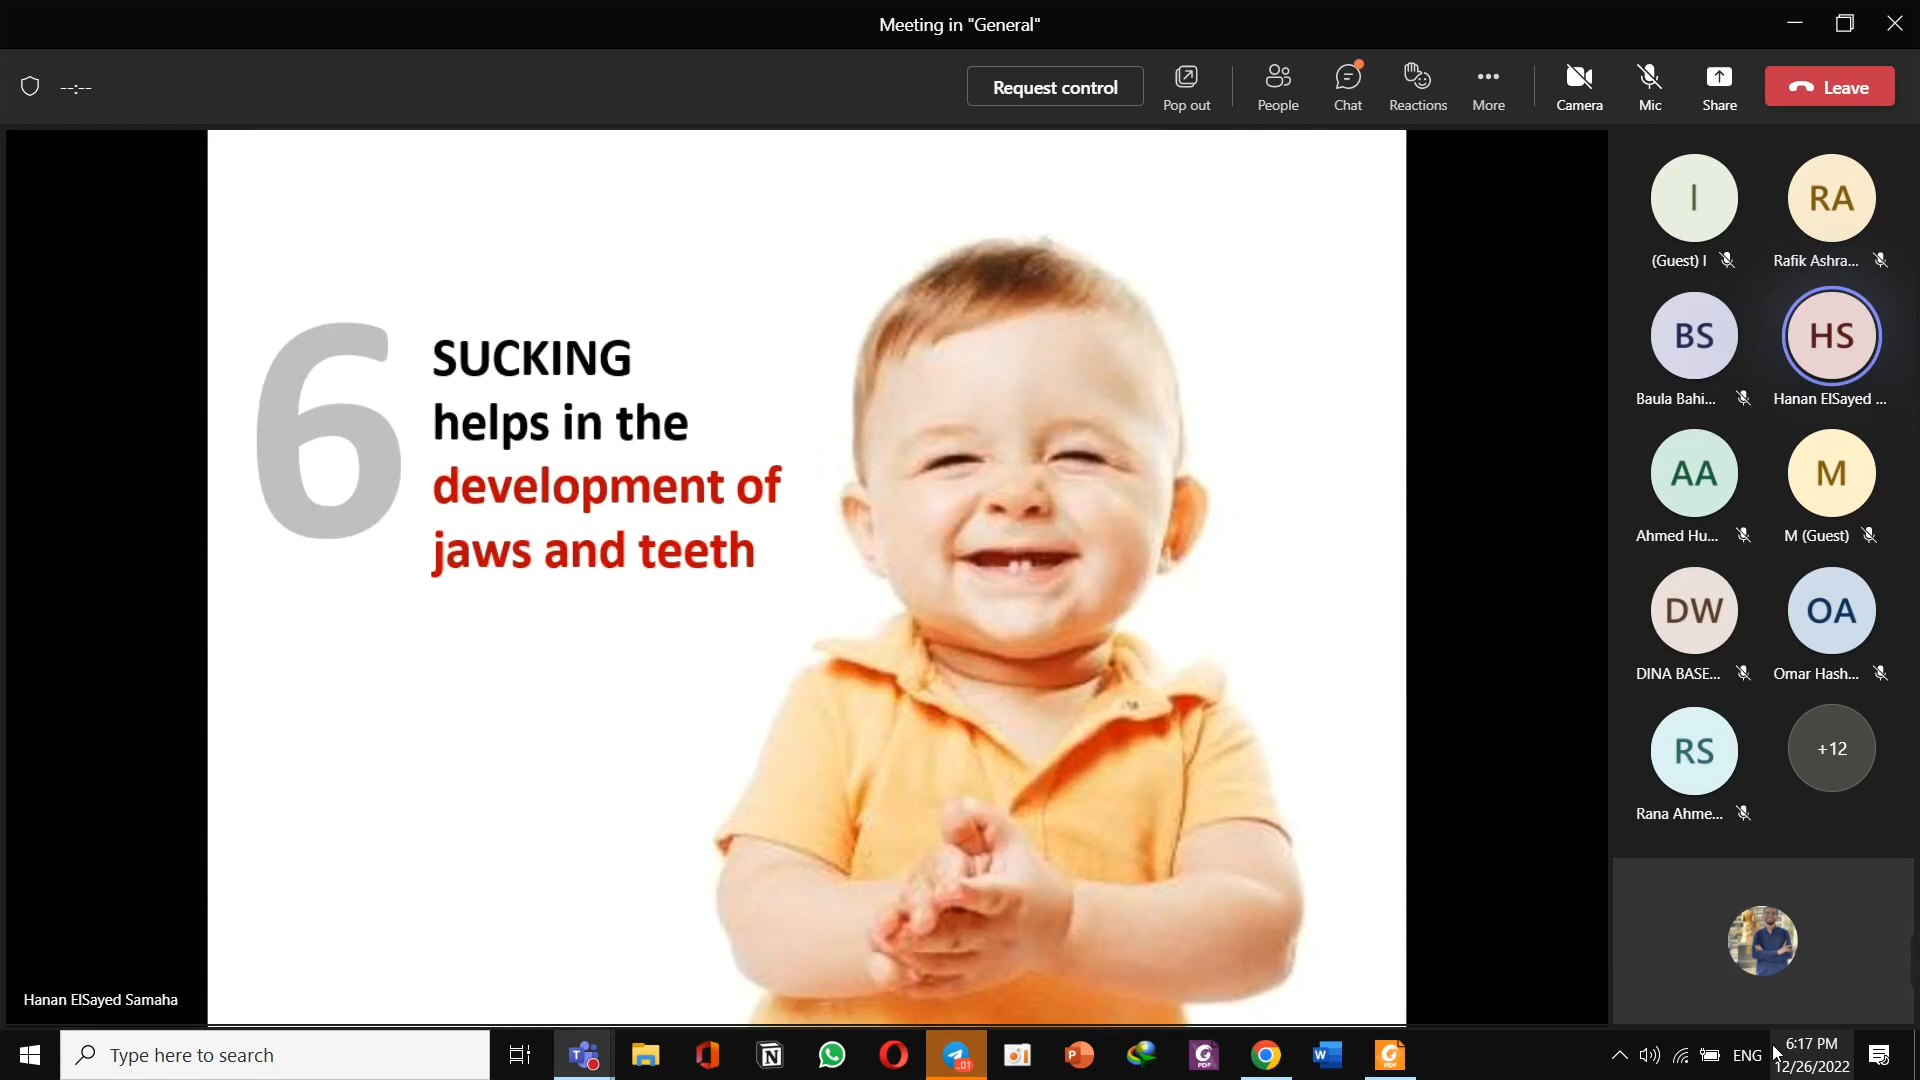 Meeting in "General"
--:--
Request control
Pop out
People
Chat
Reactions
More
Camera
Mic
Share
Leave
6
SUCKING
helps in the
development of
jaws and teeth
I
(Guest) I
RA
Rafik Ashra...
BS
Baula Bahi...
HS
Hanan ElSayed ...
AA
Ahmed Hu...
M
M (Guest)
DW
DINA BASE...
OA
Omar Hash...
RS
Rana Ahme...
+12
Hanan ElSayed Samaha
Type here to search
ENG
6:17 PM
12/26/2022